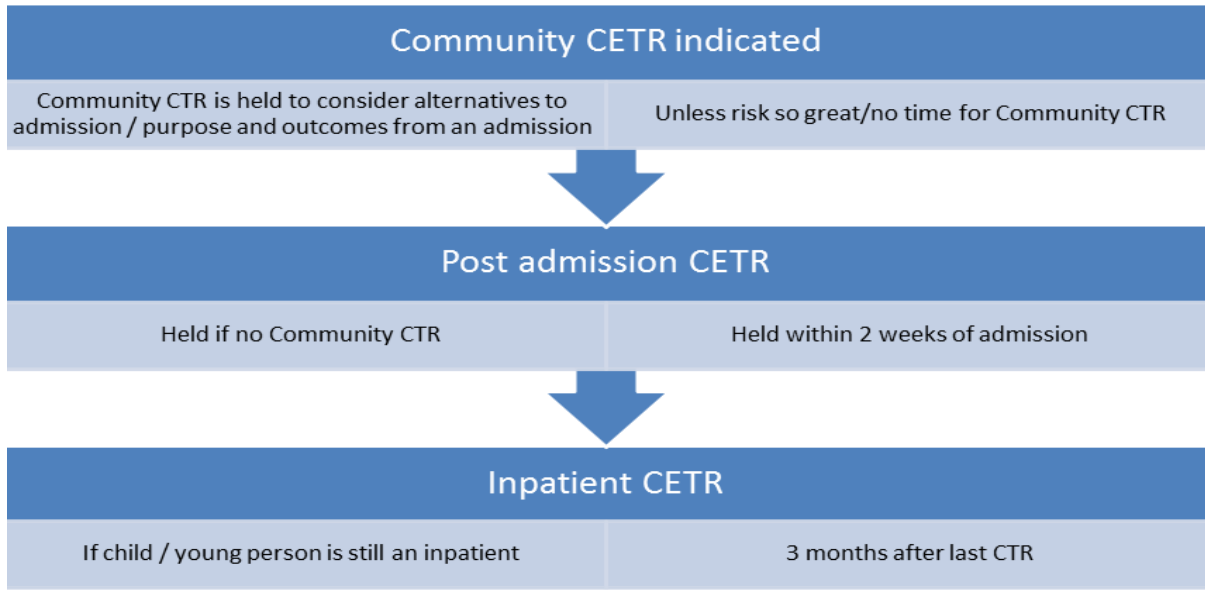 Community CETR indicated
Community CTR is held to consider alternatives to
admission / purpose and outcomes from an admission
Unless risk so great/no time for Community CTR
Post admission CETR
Held if no Community CTR
Held within 2 weeks of admission
Inpatient CETR
If child / young person is still an inpatient
3 months after last CTR